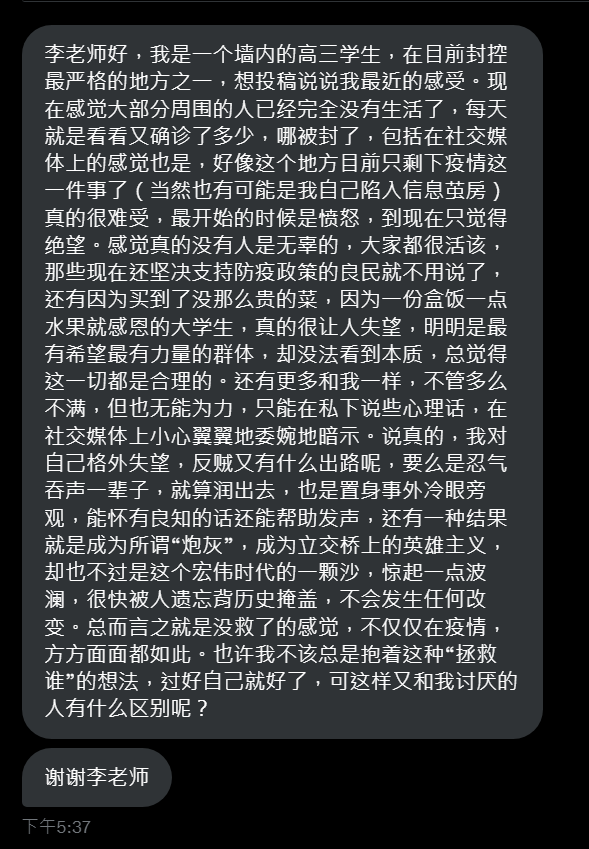 李老师好，我是一个墙内的高三学生，在目前封控
最严格的地方之一，想投稿说说我最近的感受。现
在感觉大部分周围的人已经完全没有生活了，每天
就是看看又确诊了多少，哪被封了，包括在社交媒
体上的感觉也是，好像这个地方目前只剩下疫情这
一件事了（当然也有可能是我自己陷入信息茧房）
真的很难受，最开始的时候是愤怒，到现在只觉得
绝望。感觉真的没有人是无辜的，大家都很活该，
那些现在还坚决支持防疫政策的良民就不用说了，
还有因为买到了没那么贵的菜，因为一份盒饭一点
水果就感恩的大学生，真的很让人失望，明明是最
有希望最有力量的群体，却没法看到本质，总觉得
这一切都是合理的。还有更多和我一样，不管多么
不满，但也无能为力，只能在私下说些心理话，在
社交媒体上小心翼翼地委婉地暗示。说真的，我对
自己格外失望，反贼又有什么出路呢，要么是忍气
吞声一辈子，就算润出去，也是置身事外冷眼旁
观，能怀有良知的话还能帮助发声，还有一种结果
就是成为所谓“炮灰”，成为立交桥上的英雄主义，
却也不过是这个宏伟时代的一颗沙，惊起一点波
澜，很快被人遗忘背历史掩盖，不会发生任何改
变。总而言之就是没救了的感觉，不仅仅在疫情，
方方面面都如此。也许我不该总是抱着这种“拯救
谁”的想法，过好自己就好了，可这样又和我讨厌的
人有什么区别呢？
谢谢李老师
下午5:37